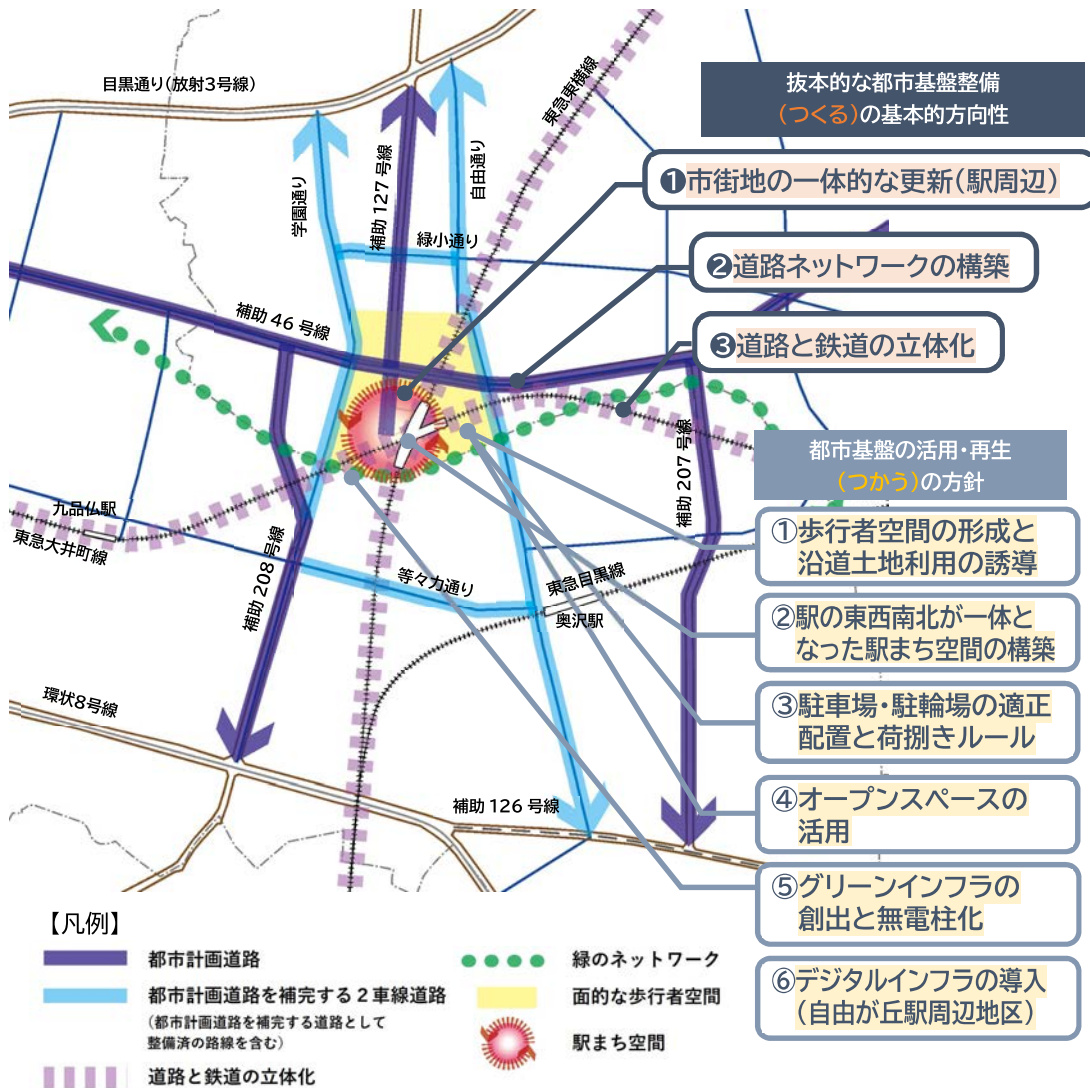 目黒通り(放射3号線)
東急東横線
抜本的な都市基盤整備
(つくる)の基本的方向性
❶市街地の一体的な更新(駅周辺)
学園通り
補助127号線
自由通り
緑小通り
❷道路ネットワークの構築
補助46号線
❸道路と鉄道の立体化
補助207号線
都市基盤の活用・再生
(つかう)の方針
九品仏駅
東急大井町線
①歩行者空間の形成と
沿道土地利用の誘導
補助208号線
等々力通り
東急目黒線
奥沢駅
②駅の東西南北が一体と
なった駅まち空間の構築
環状8号線
③駐車場・駐輪場の適正
配置と荷捌きルール
補助126号線
④オープンスペースの
活用
⑤グリーンインフラの
創出と無電柱化
⑥デジタルインフラの導入
(自由が丘駅周辺地区)
【凡例】
都市計画道路
都市計画道路を補完する2車線道路
(都市計画道路を補完する道路として
整備済の路線を含む)
道路と鉄道の立体化
緑のネットワーク
面的な歩行者空間
駅まち空間